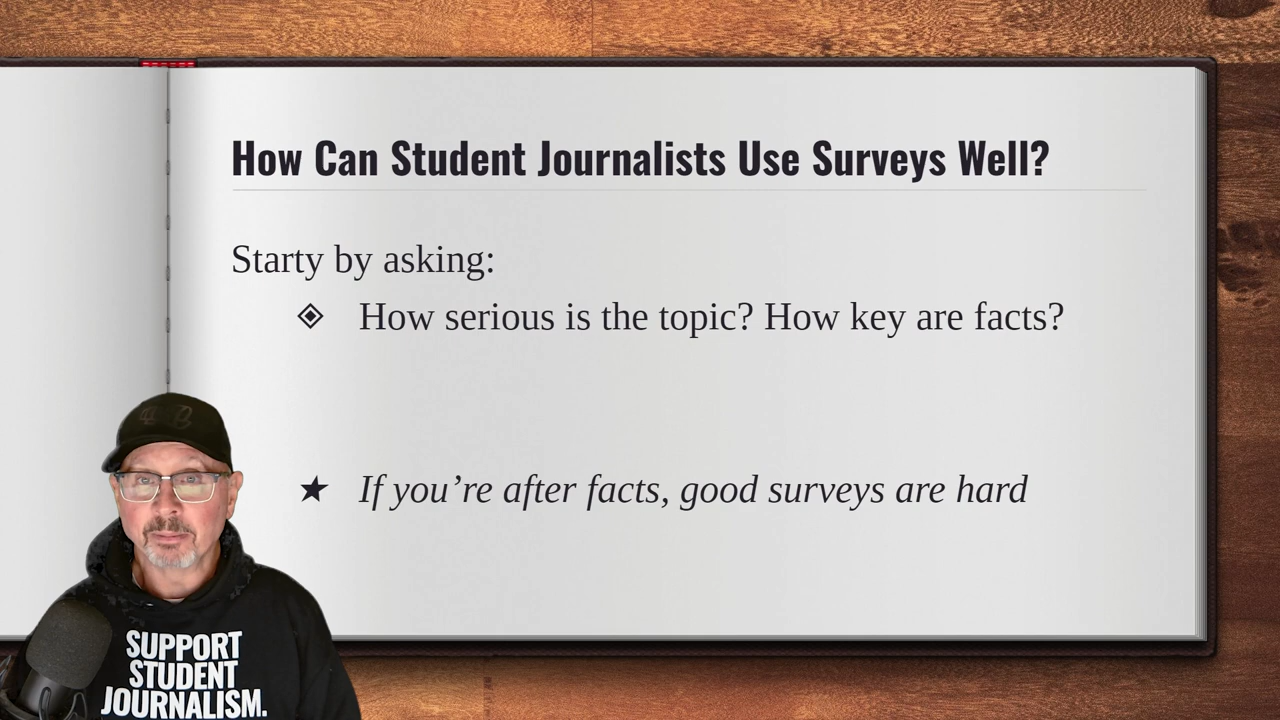 How Can Student Journalists Use Surveys Well?
Starty by asking:
How serious is the topic? How key are facts?
If you’re after facts, good surveys are hard
SUPPORT
STUDENT
JOURNALISM.